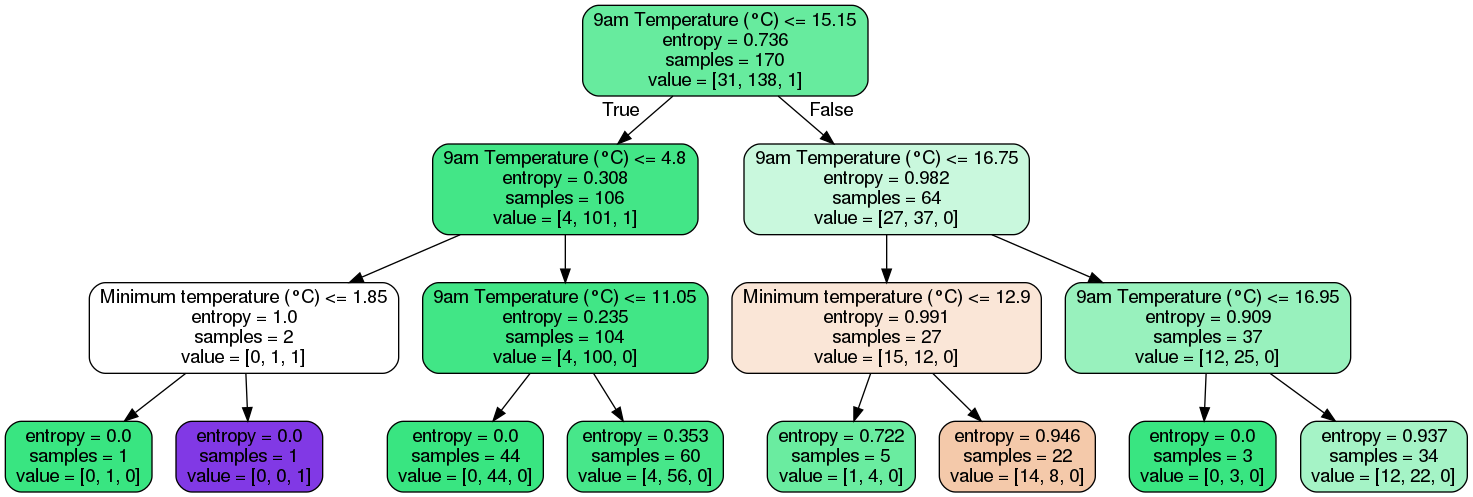 9am Temperature (°C) <= 15.15
entropy = 0.736
samples = 170
value = [31, 138, 1]
True
False
9am Temperature (°C) <= 4.8
entropy = 0.308
samples = 106
value = [4, 101, 1]
9am Temperature (°C) <= 16.75
entropy = 0.982
samples = 64
value = [27, 37, 0]
Minimum temperature (°C) <= 1.85
entropy = 1.0
samples = 2
value = [0, 1, 1]
9am Temperature (°C) <= 11.05
entropy = 0.235
samples = 104
value = [4, 100, 0]
Minimum temperature (°C) <= 12.9
entropy = 0.991
samples = 27
value = [15, 12, 0]
9am Temperature (°C) <= 16.95
entropy = 0.909
samples = 37
value = [12, 25, 0]
entropy = 0.0
samples = 1
value = [0, 1, 0]
entropy = 0.0
samples = 1
value = [0, 0, 1]
entropy = 0.0
samples = 44
value = [0, 44, 0]
entropy = 0.353
samples = 60
value = [4, 56, 0]
entropy = 0.722
samples = 5
value = [1, 4, 0]
entropy = 0.946
samples = 22
value = [14, 8, 0]
entropy = 0.0
samples = 3
value = [0, 3, 0]
entropy = 0.937
samples = 34
value = [12, 22, 0]